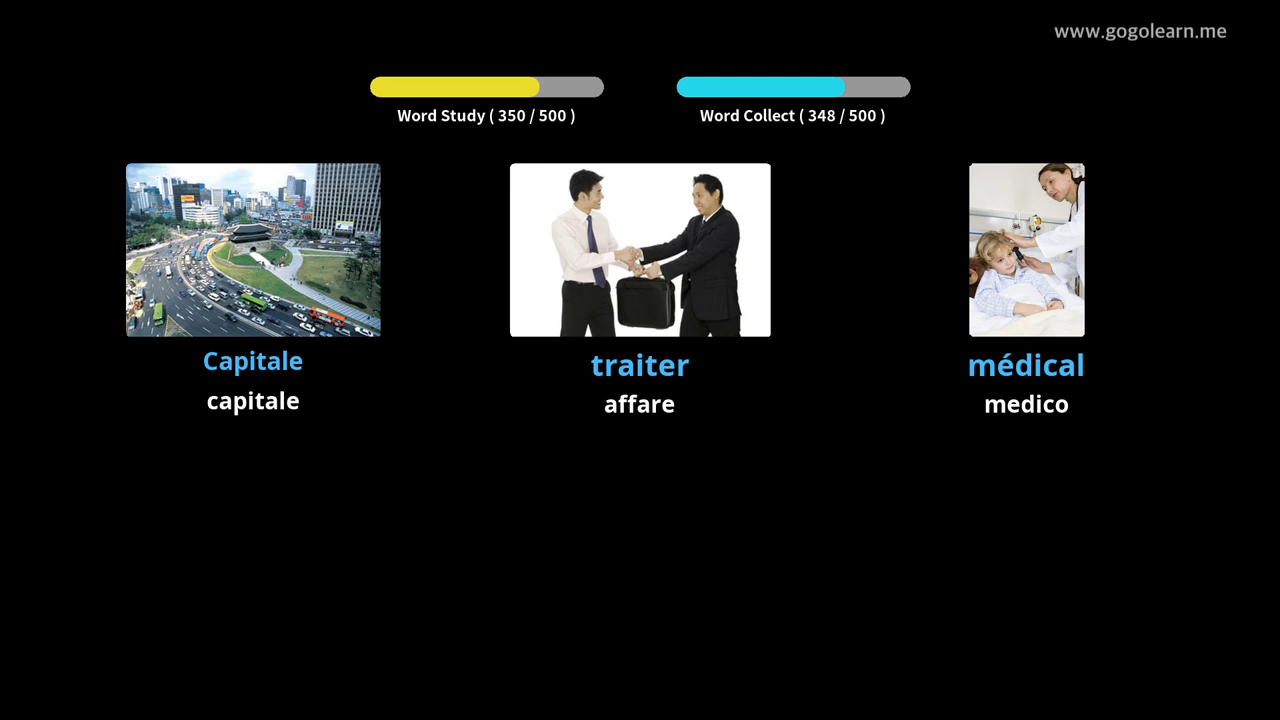 www.gogolearn.me
Word Study ( 350 / 500 )
Word Collect ( 348 / 500 )
Capitale
capitale
traiter
affare
médical
medico